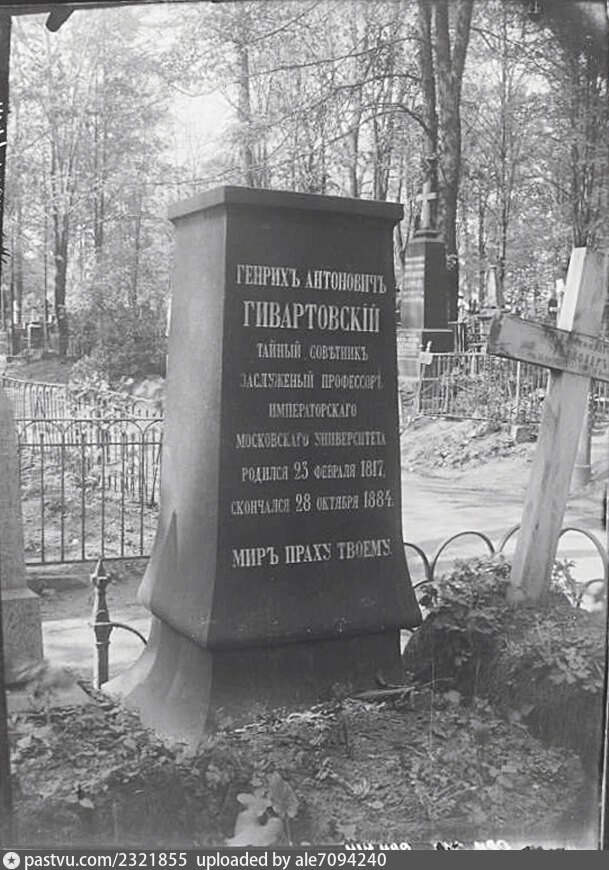 ГЕНРИХЪ АНТОНОВИЧЪ
ГИВАРТОВСКІЙ
ТАЙНЫЙ СОВѢТНИКЪ
ЗАСЛУЖЕНЫЙ ПРОФЕССОРЪ
ИМПЕРАТОРСКАГО
МОСКОВСКАГО УНИВЕРСИТЕТА
РОДИЛСЯ 23 ФЕВРАЛЯ 1817,
СКОНЧАЛСЯ 28 ОКТЯБРЯ 1884.
МИРЪ ПРАХУ ТВОЕМУ.
pastvu.com/2321855 uploaded by ale7094240